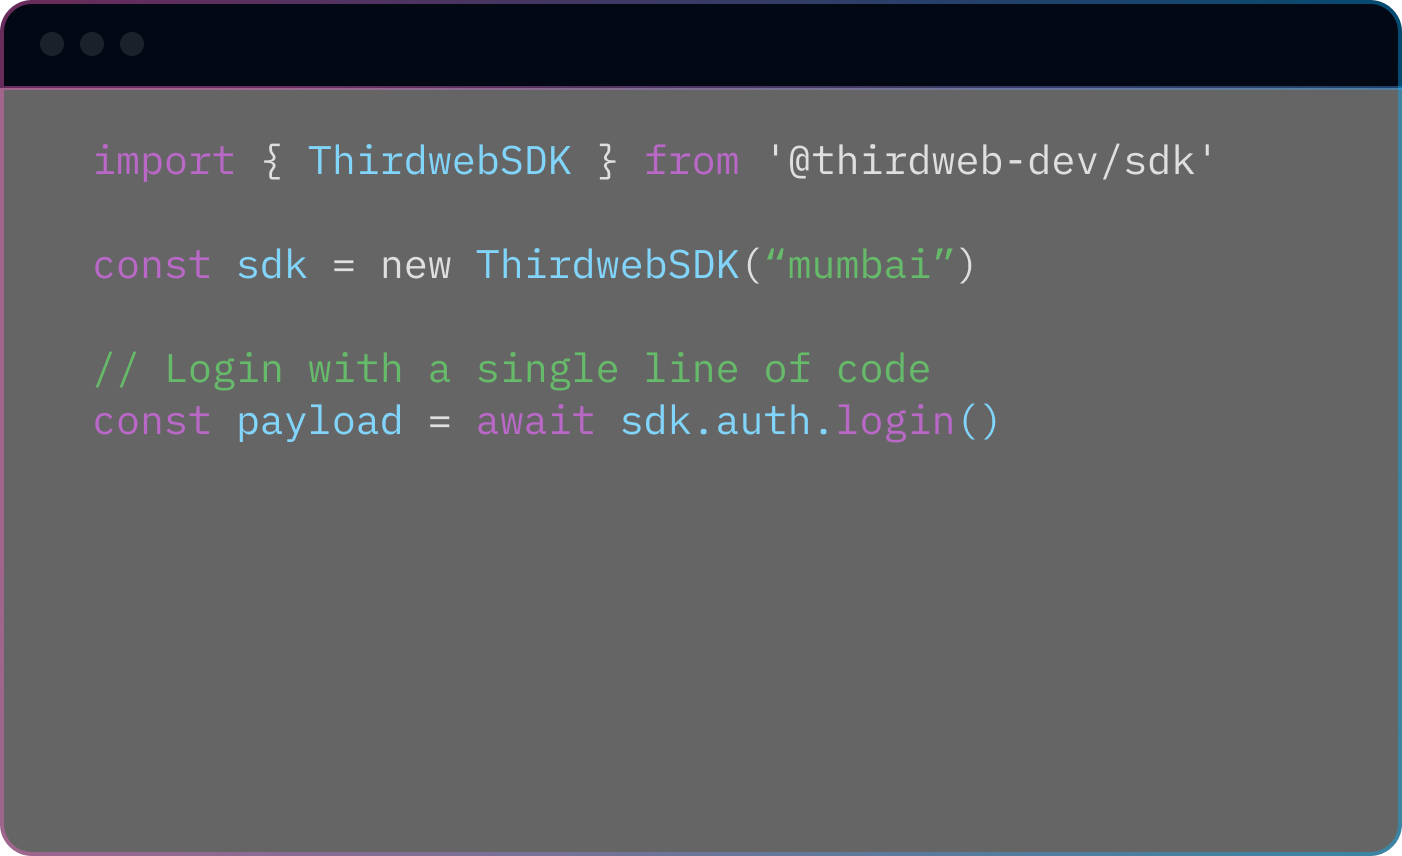 import { ThirdwebSDK } from '@thirdweb-dev/sdk'
const sdk = new ThirdwebSDK(“mumbai”)
// Login with a single line of code
const payload = await sdk.auth.login()